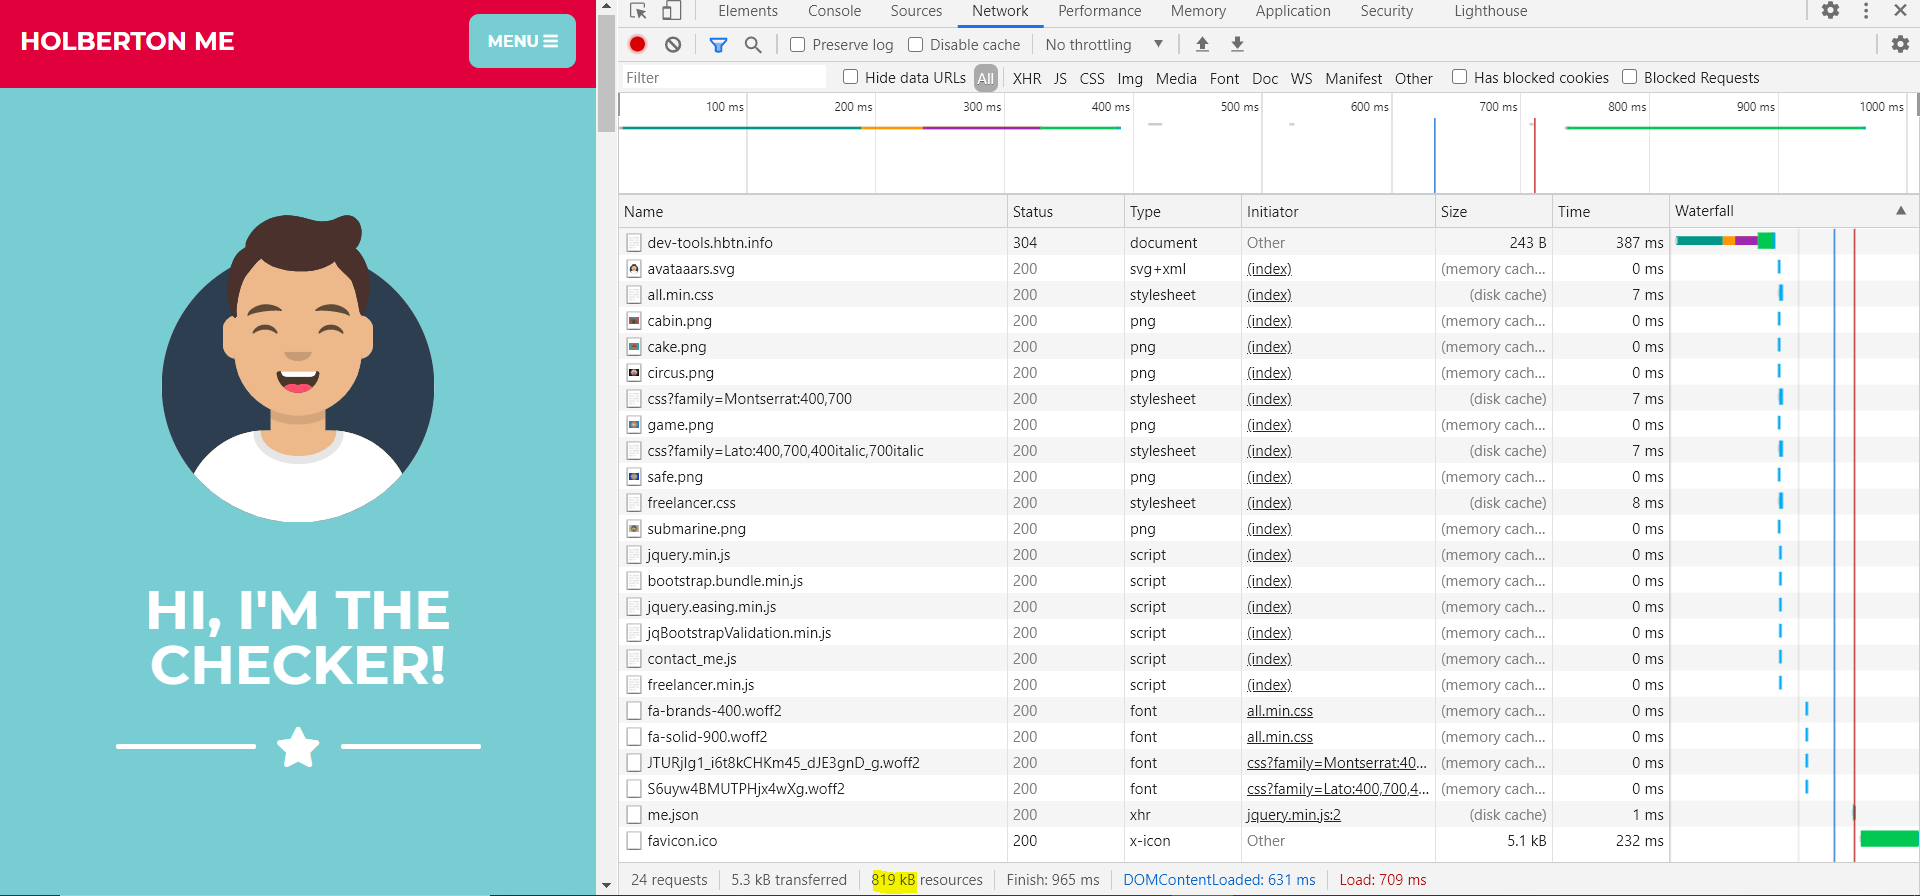 HOLBERTON ME
MENU
HI, I'M THE
CHECKER!
Elements Console Sources Network Performance Memory Application Security Lighthouse
Preserve log Disable cache No throttling
Filter Hide data URLs All XHR JS CSS Img Media Font Doc WS Manifest Other Has blocked cookies Blocked Requests
100 ms 200 ms 300 ms 400 ms 500 ms 600 ms 700 ms 800 ms 900 ms 1000 ms
Name Status Type Initiator Size Time Waterfall
dev-tools.hbtn.info 304 document Other 243 B 387 ms
avataaars.svg 200 svg+xml (index) (memory cach... 0 ms
all.min.css 200 stylesheet (index) (disk cache) 7 ms
cabin.png 200 png (index) (memory cach... 0 ms
cake.png 200 png (index) (memory cach... 0 ms
circus.png 200 png (index) (memory cach... 0 ms
css?family=Montserrat:400,700 200 stylesheet (index) (disk cache) 7 ms
game.png 200 png (index) (memory cach... 0 ms
css?family=Lato:400,700,400italic,700italic 200 stylesheet (index) (disk cache) 7 ms
safe.png 200 png (index) (memory cach... 0 ms
freelancer.css 200 stylesheet (index) (disk cache) 8 ms
submarine.png 200 png (index) (memory cach... 0 ms
jquery.min.js 200 script (index) (memory cach... 0 ms
bootstrap.bundle.min.js 200 script (index) (memory cach... 0 ms
jquery.easing.min.js 200 script (index) (memory cach... 0 ms
jqBootstrapValidation.min.js 200 script (index) (memory cach... 0 ms
contact_me.js 200 script (index) (memory cach... 0 ms
freelancer.min.js 200 script (index) (memory cach... 0 ms
fa-brands-400.woff2 200 font all.min.css (memory cach... 0 ms
fa-solid-900.woff2 200 font all.min.css (memory cach... 0 ms
JTURjIg1_i6t8kCHKm45_dJE3gnD_g.woff2 200 font css?family=Montserrat:40... (memory cach... 0 ms
S6uyw4BMUTPHjx4wXg.woff2 200 font css?family=Lato:400,700,4... (memory cach... 0 ms
me.json 200 xhr jquery.min.js:2 (disk cache) 1 ms
favicon.ico 200 x-icon Other 5.1 kB 232 ms
24 requests 5.3 kB transferred 819 kB resources Finish: 965 ms DOMContentLoaded: 631 ms Load: 709 ms